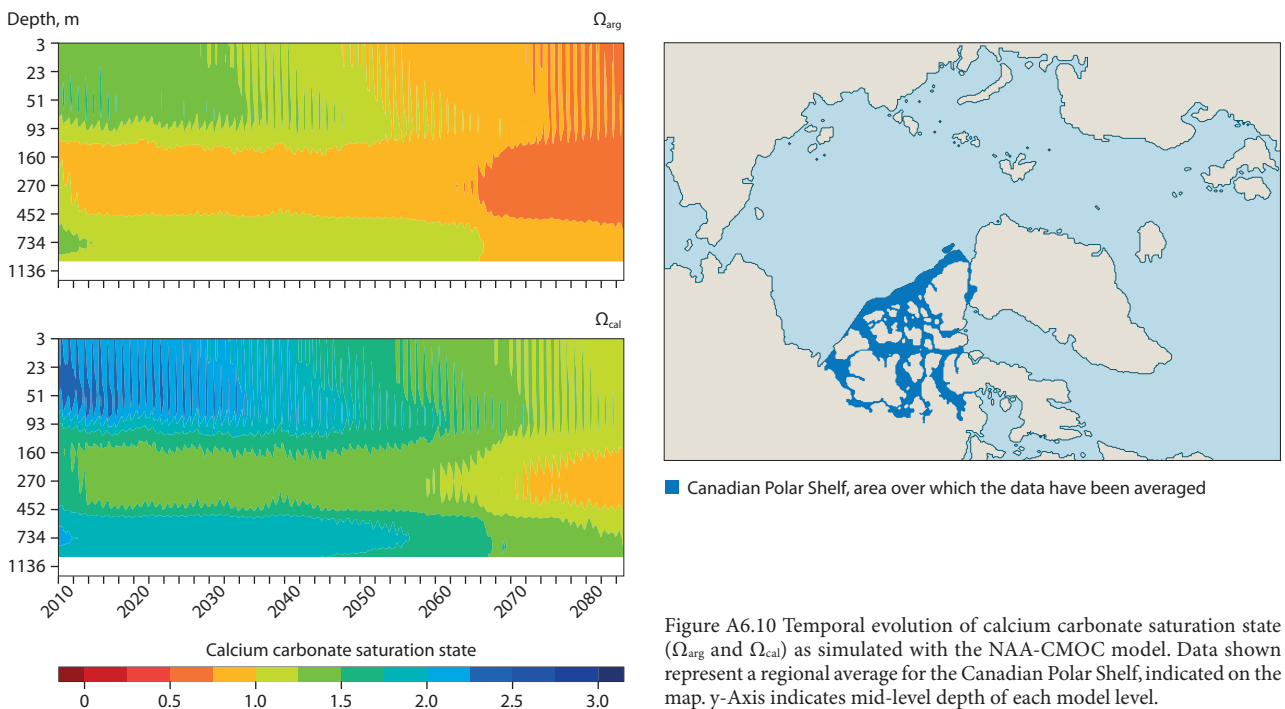 Depth, m
Ω_arg
3
23
51
93
160
270
452
734
1136
Ω_cal
3
23
51
93
160
270
452
734
1136
2010 2020 2030 2040 2050 2060 2070 2080
Calcium carbonate saturation state
0 0.5 1.0 1.5 2.0 2.5 3.0
Canadian Polar Shelf, area over which the data have been averaged
Figure A6.10 Temporal evolution of calcium carbonate saturation state
(Ω_arg and Ω_cal) as simulated with the NAA-CMOC model. Data shown
represent a regional average for the Canadian Polar Shelf, indicated on the
map. y-Axis indicates mid-level depth of each model level.